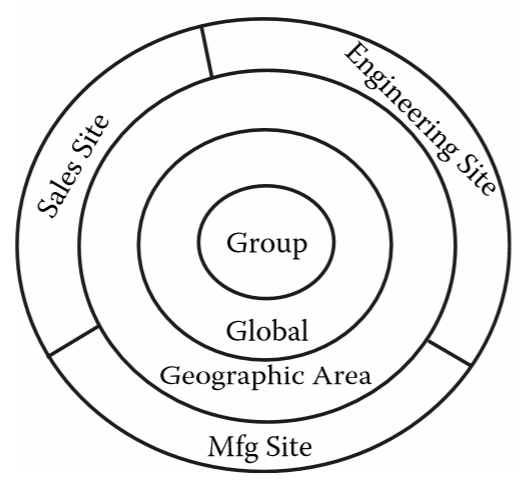 Engineering Site
Sales Site
Group
Global
Geographic Area
Mfg Site